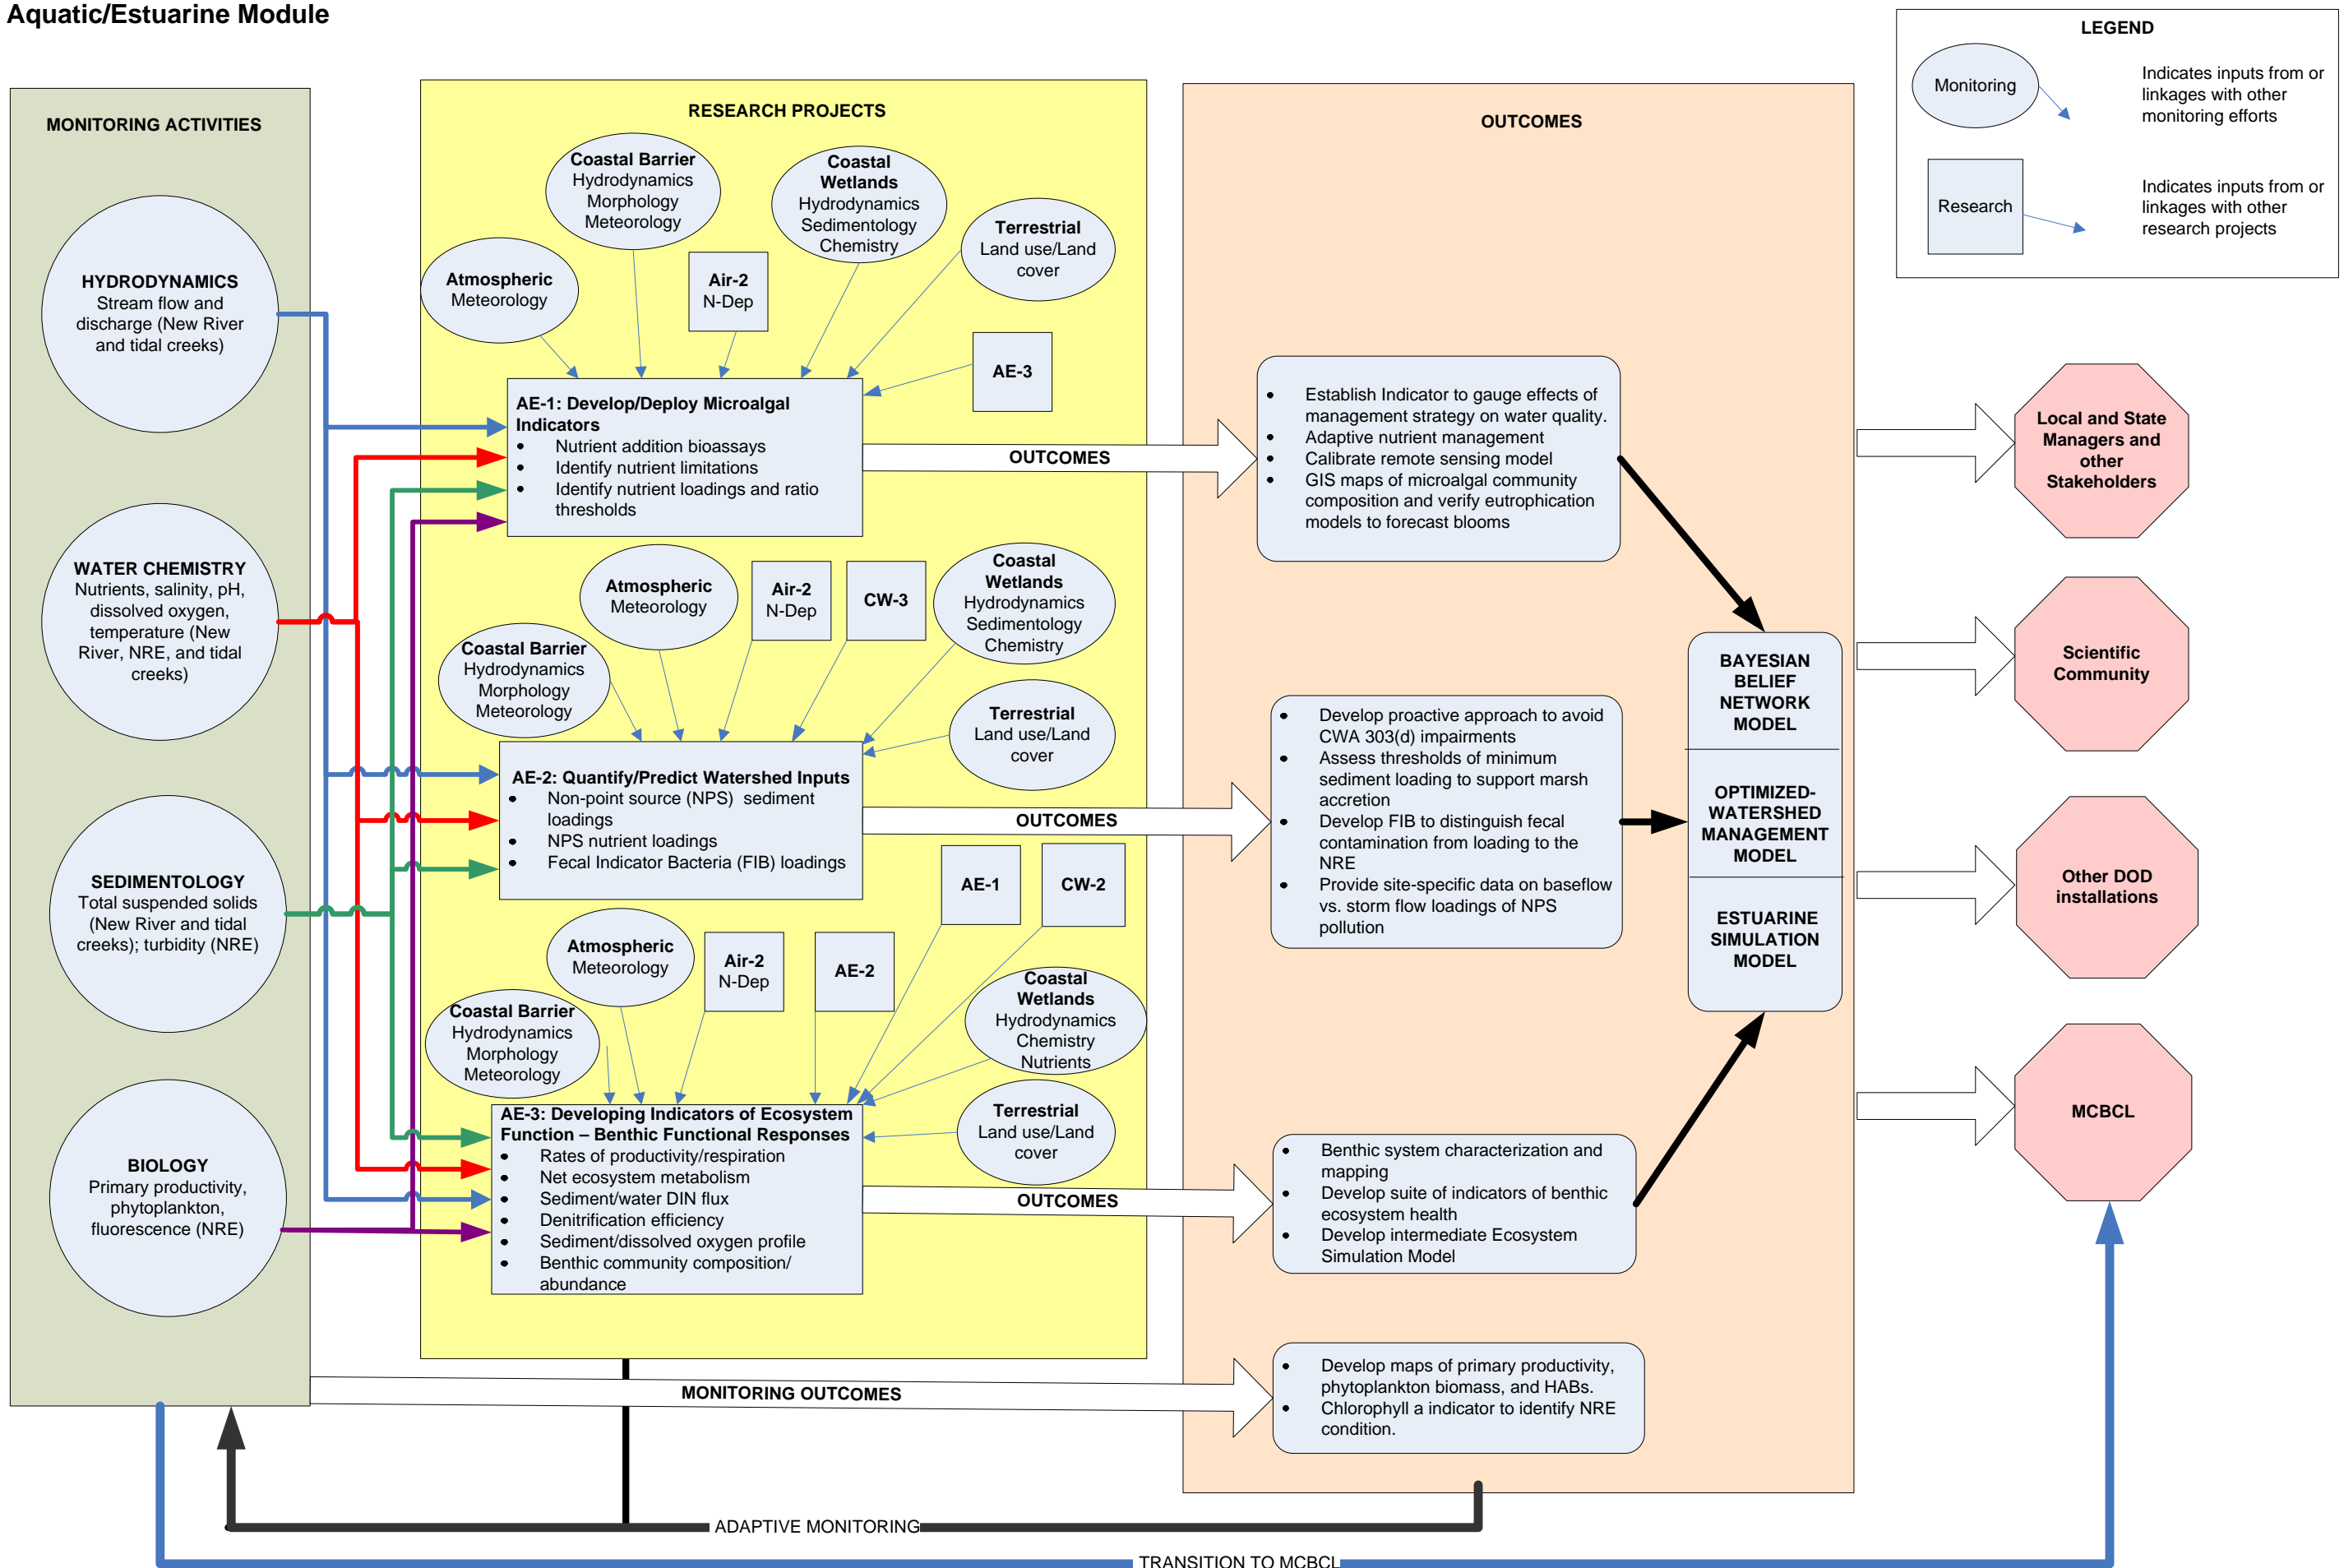 Aquatic/Estuarine Module
MONITORING ACTIVITIES
HYDRODYNAMICS
Stream flow and
discharge (New River
and tidal creeks)
WATER CHEMISTRY
Nutrients, salinity, pH,
dissolved oxygen,
temperature (New
River, NRE, and tidal
creeks)
SEDIMENTOLOGY
Total suspended solids
(New River and tidal
creeks); turbidity (NRE)
BIOLOGY
Primary productivity,
phytoplankton,
fluorescence (NRE)
RESEARCH PROJECTS
Atmospheric
Meteorology
Coastal Barrier
Hydrodynamics
Morphology
Meteorology
Air-2
N-Dep
Coastal
Wetlands
Hydrodynamics
Sedimentology
Chemistry
Terrestrial
Land use/Land
cover
AE-3
AE-1: Develop/Deploy Microalgal
Indicators
• Nutrient addition bioassays
• Identify nutrient limitations
• Identify nutrient loadings and ratio
thresholds
Coastal Barrier
Hydrodynamics
Morphology
Meteorology
Atmospheric
Meteorology
Air-2
N-Dep
CW-3
Coastal
Wetlands
Hydrodynamics
Sedimentology
Chemistry
Terrestrial
Land use/Land
cover
AE-2: Quantify/Predict Watershed Inputs
• Non-point source (NPS) sediment
loadings
• NPS nutrient loadings
• Fecal Indicator Bacteria (FIB) loadings
Coastal Barrier
Hydrodynamics
Morphology
Meteorology
Atmospheric
Meteorology
Air-2
N-Dep
AE-2
AE-1
CW-2
Coastal
Wetlands
Hydrodynamics
Chemistry
Nutrients
Terrestrial
Land use/Land
cover
AE-3: Developing Indicators of Ecosystem
Function – Benthic Functional Responses
• Rates of productivity/respiration
• Net ecosystem metabolism
• Sediment/water DIN flux
• Denitrification efficiency
• Sediment/dissolved oxygen profile
• Benthic community composition/
abundance
OUTCOMES
OUTCOMES
OUTCOMES
MONITORING OUTCOMES
OUTCOMES
• Establish Indicator to gauge effects of
management strategy on water quality.
• Adaptive nutrient management
• Calibrate remote sensing model
• GIS maps of microalgal community
composition and verify eutrophication
models to forecast blooms
• Develop proactive approach to avoid
CWA 303(d) impairments
• Assess thresholds of minimum
sediment loading to support marsh
accretion
• Develop FIB to distinguish fecal
contamination from loading to the
NRE
• Provide site-specific data on baseflow
vs. storm flow loadings of NPS
pollution
• Benthic system characterization and
mapping
• Develop suite of indicators of benthic
ecosystem health
• Develop intermediate Ecosystem
Simulation Model
• Develop maps of primary productivity,
phytoplankton biomass, and HABs.
• Chlorophyll a indicator to identify NRE
condition.
BAYESIAN
BELIEF
NETWORK
MODEL
OPTIMIZED-
WATERSHED
MANAGEMENT
MODEL
ESTUARINE
SIMULATION
MODEL
LEGEND
Monitoring
Indicates inputs from or
linkages with other
monitoring efforts
Research
Indicates inputs from or
linkages with other
research projects
Local and State
Managers and
other
Stakeholders
Scientific
Community
Other DOD
installations
MCBCL
ADAPTIVE MONITORING
TRANSITION TO MCBCL